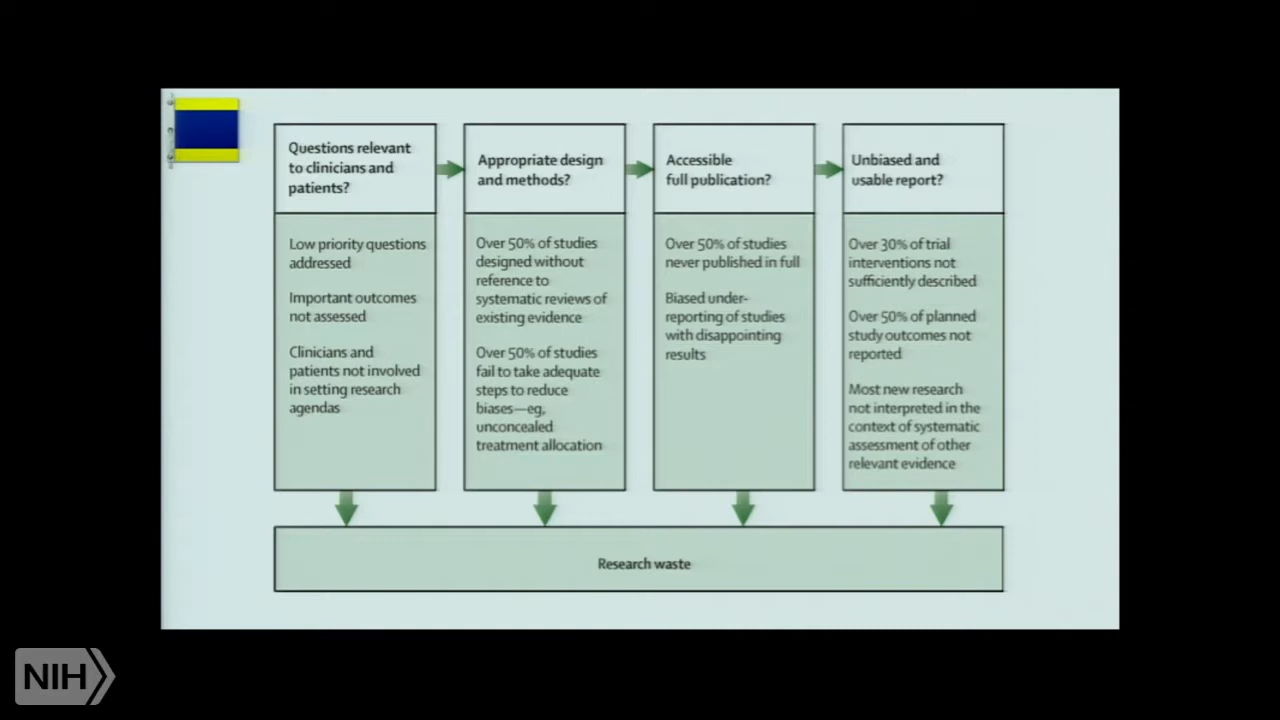 Questions relevant
to clinicians and
patients?
Low priority questions
addressed
Important outcomes
not assessed
Clinicians and
patients not involved
in setting research
agendas
Appropriate design
and methods?
Over 50% of studies
designed without
reference to
systematic reviews of
existing evidence
Over 50% of studies
fail to take adequate
steps to reduce
biases—eg,
unconcealed
treatment allocation
Accessible
full publication?
Over 50% of studies
never published in full
Biased under-
reporting of studies
with disappointing
results
Unbiased and
usable report?
Over 30% of trial
interventions not
sufficiently described
Over 50% of planned
study outcomes not
reported
Most new research
not interpreted in the
context of systematic
assessment of other
relevant evidence
Research waste
NIH